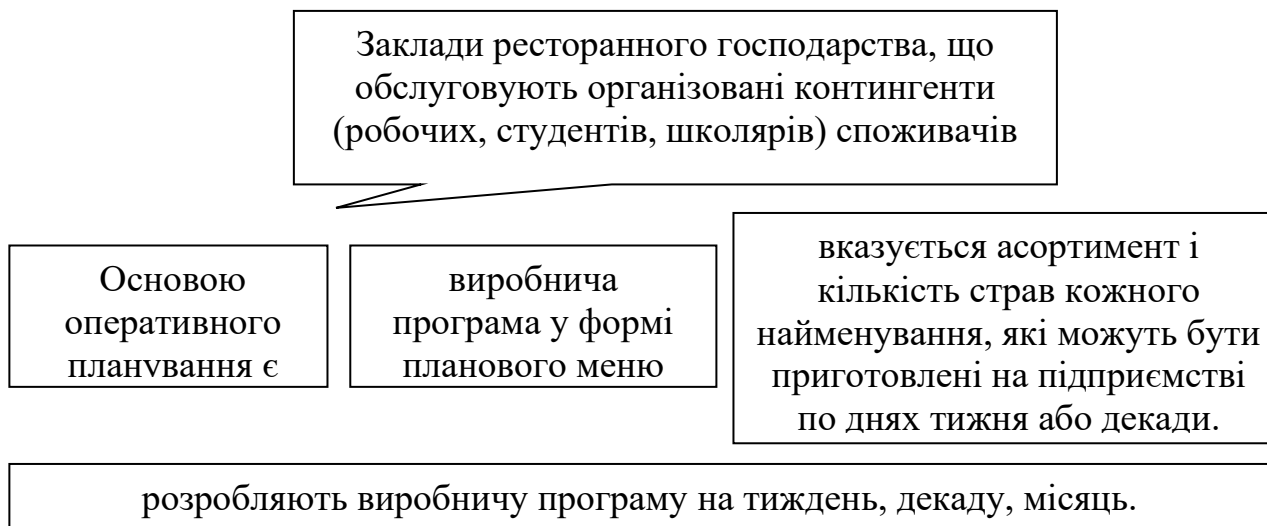 Заклади ресторанного господарства, що
обслуговують організовані контингенти
(робочих, студентів, школярів) споживачів
Основою
оперативного
планування є
виробнича
програма у формі
планового меню
вказується асортимент і
кількість страв кожного
найменування, які можуть бути
приготовлені на підприємстві
по днях тижня або декади.
розробляють виробничу програму на тиждень, декаду, місяць.